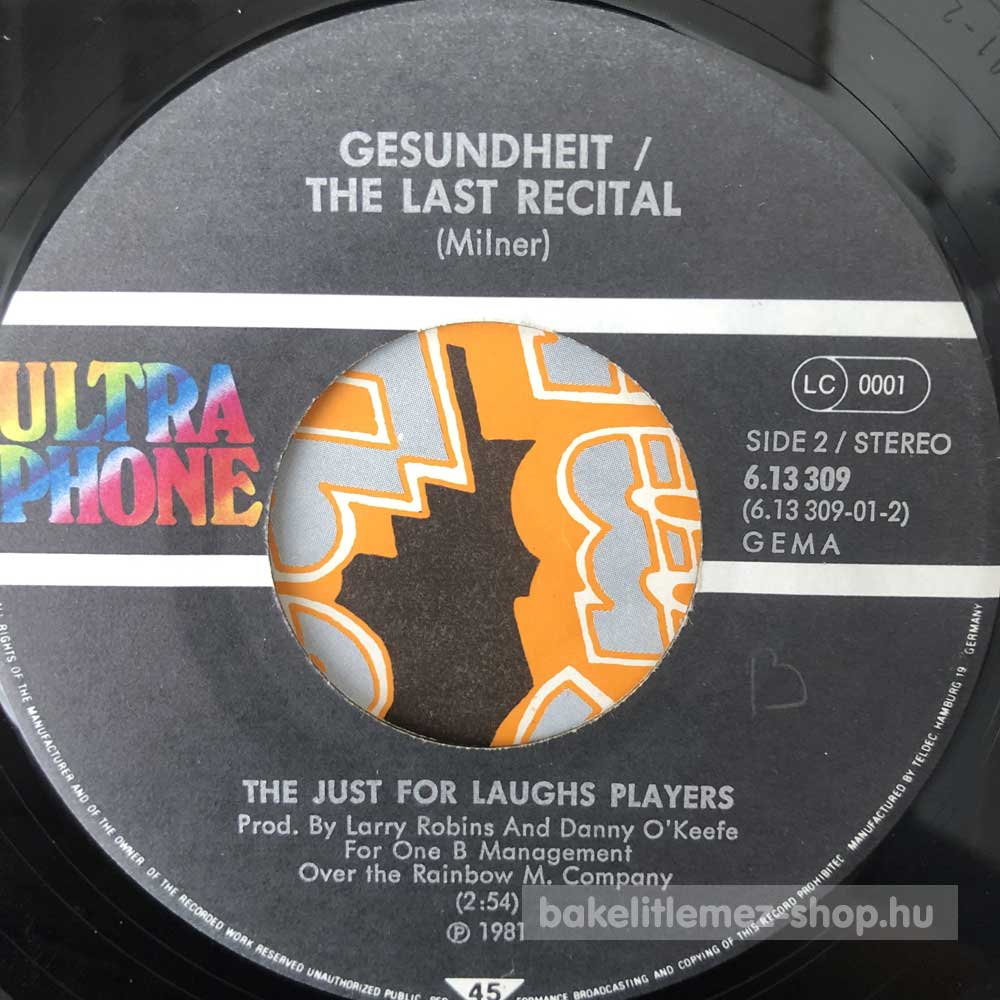 GESUNDHEIT /
THE LAST RECITAL
(Milner)
ULTRA
PHONE
LC 0001
SIDE 2 / STEREO
6.13 309
(6.13 309-01-2)
GEMA
B
THE JUST FOR LAUGHS PLAYERS
Prod. By Larry Robins And Danny O'Keefe
For One B Management
Over the Rainbow M. Company
(2:54)
℗ 1981
45
ALL RIGHTS OF THE MANUFACTURER AND OF THE OWNER OF THE RECORDED WORK RESERVED UNAUTHORIZED PUBLIC PERFORMANCE BROADCASTING AND COPYING OF THIS RECORD PROHIBITED MANUFACTURED BY TELDEC HAMBURG 19 GERMANY
bakelitlemez-shop.hu